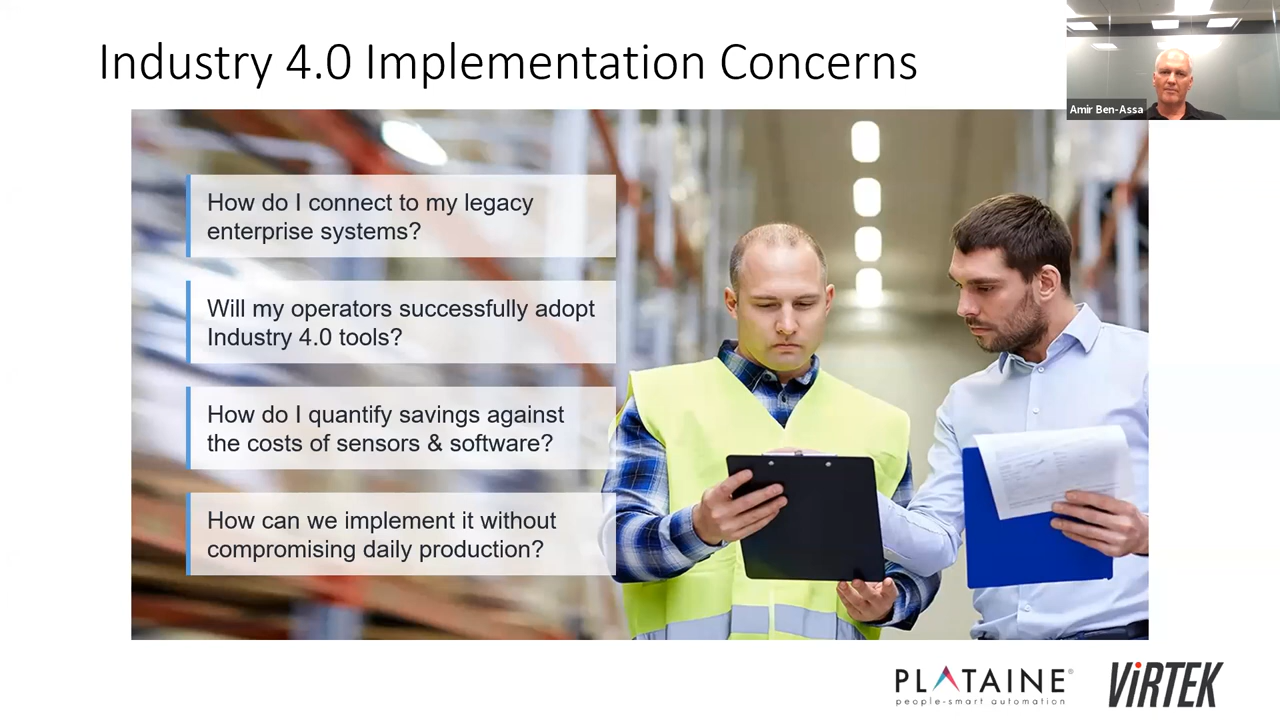 Industry 4.0 Implementation Concerns
Amir Ben-Assa
How do I connect to my legacy
enterprise systems?
Will my operators successfully adopt
Industry 4.0 tools?
How do I quantify savings against
the costs of sensors & software?
How can we implement it without
compromising daily production?
PLATAINE®
people-smart automation
ViRTEK